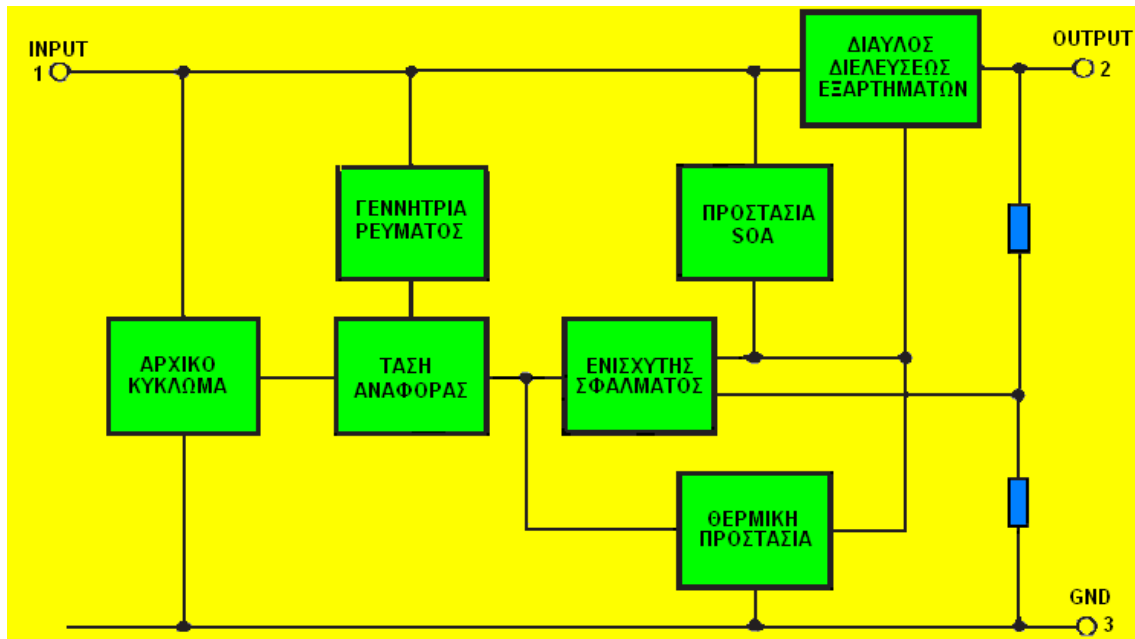 INPUT
1
ΔΙΑΥΛΟΣ
ΔΙΕΛΕΥΣΕΩΣ
ΕΞΑΡΤΗΜΑΤΩΝ
OUTPUT
2
ΓΕΝΝΗΤΡΙΑ
ΡΕΥΜΑΤΟΣ
ΠΡΟΣΤΑΣΙΑ
SOA
ΑΡΧΙΚΟ
ΚΥΚΛΩΜΑ
ΤΑΣΗ
ΑΝΑΦΟΡΑΣ
ΕΝΙΣΧΥΤΗΣ
ΣΦΑΛΜΑΤΟΣ
ΘΕΡΜΙΚΗ
ΠΡΟΣΤΑΣΙΑ
GND
3